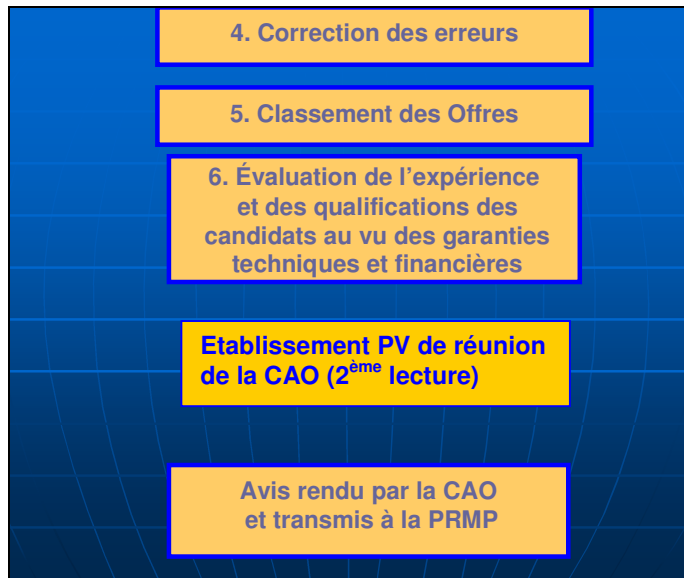 4. Correction des erreurs
5. Classement des Offres
6. Évaluation de l’expérience
et des qualifications des
candidats au vu des garanties
techniques et financières
Etablissement PV de réunion
de la CAO (2ème lecture)
Avis rendu par la CAO
et transmis à la PRMP